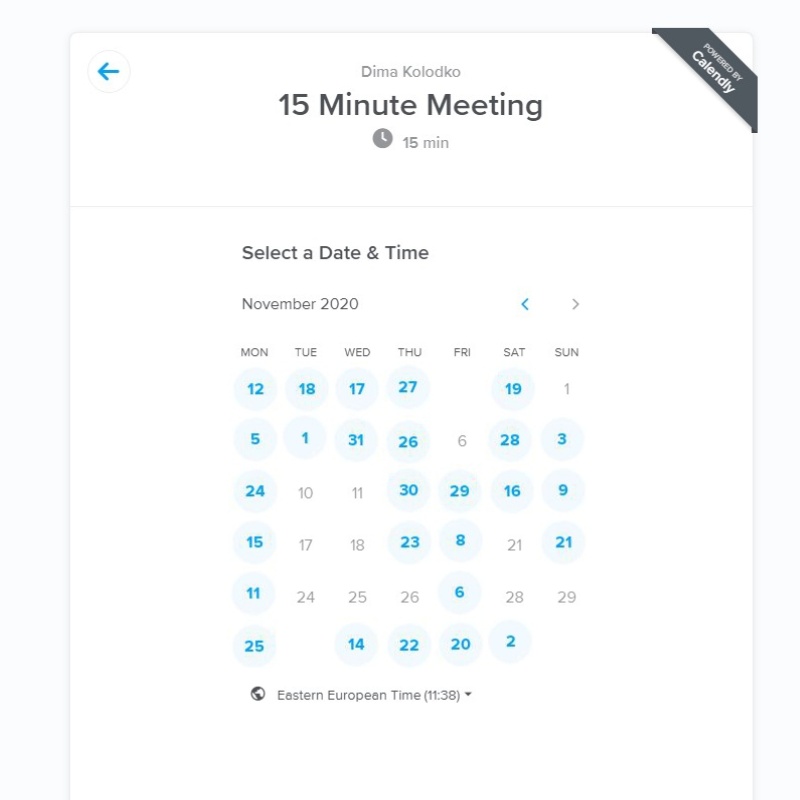 Dima Kolodko
15 Minute Meeting
15 min
POWERED BY
Calendly
Select a Date & Time
November 2020
MON TUE WED THU FRI SAT SUN
12 18 17 27 19 1
5 1 31 26 6 28 3
24 10 11 30 29 16 9
15 17 18 23 8 21 21
11 24 25 26 6 28 29
25 14 22 20 2
Eastern European Time (11:38)